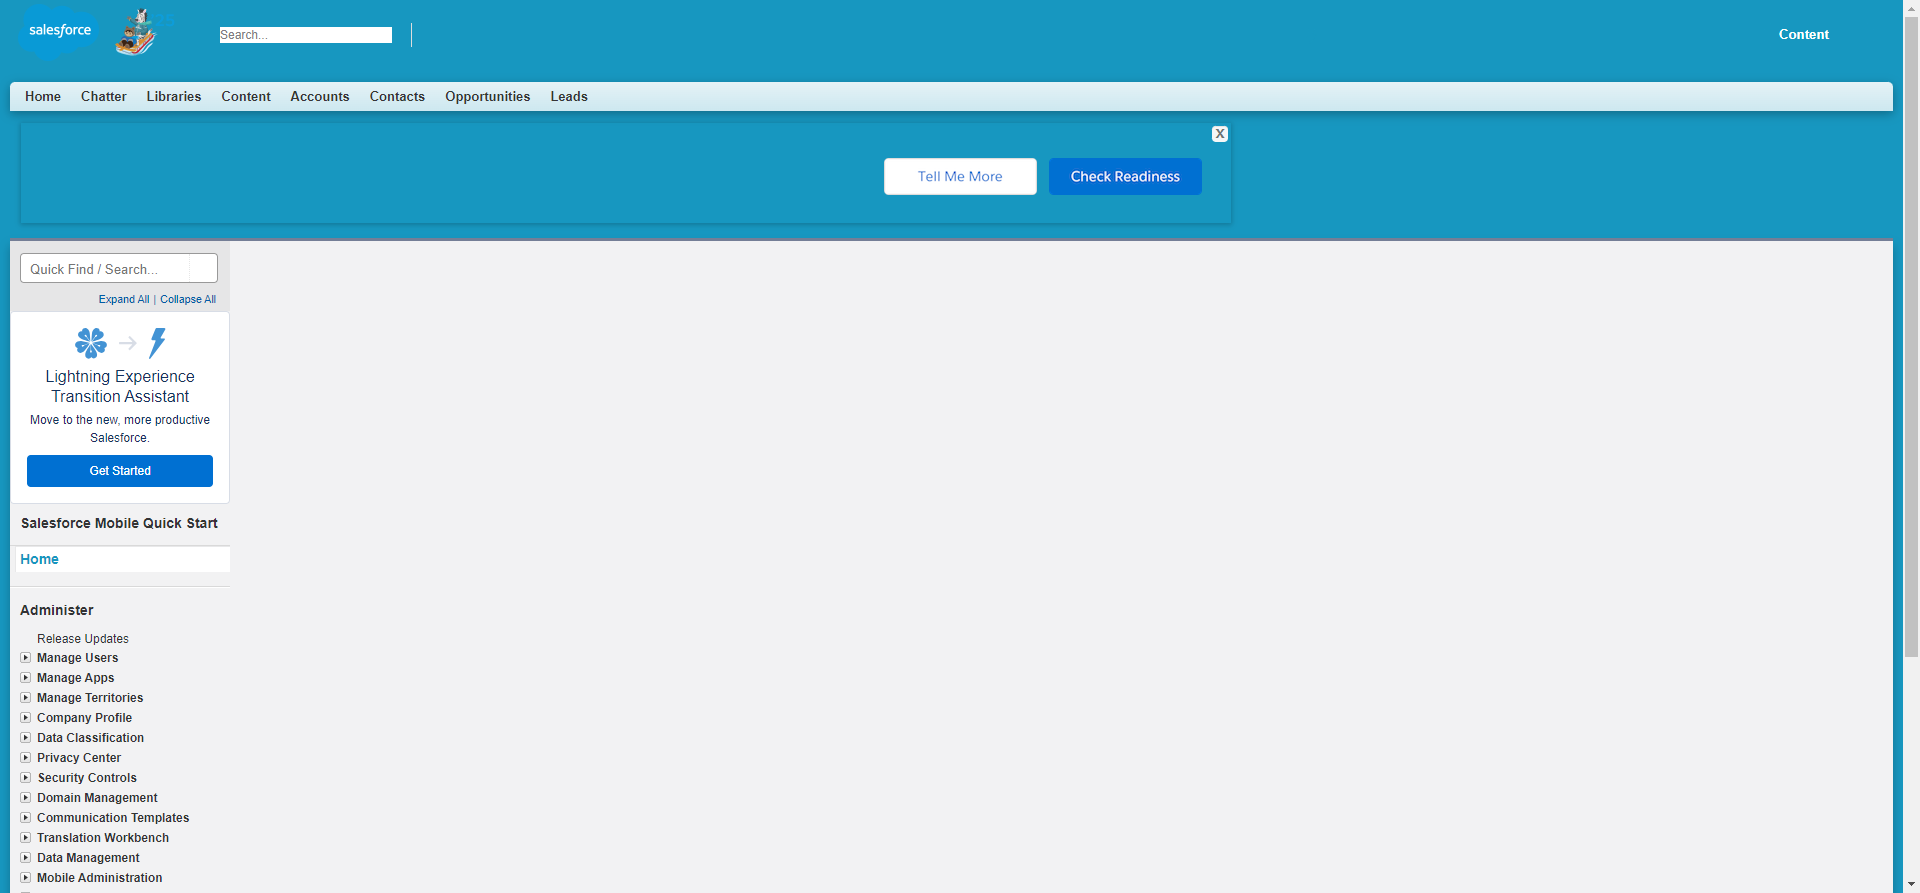 salesforce
Search...
Content
Home Chatter Libraries Content Accounts Contacts Opportunities Leads
X
Tell Me More Check Readiness
Quick Find / Search...
Expand All | Collapse All
Lightning Experience
Transition Assistant
Move to the new, more productive
Salesforce.
Get Started
Salesforce Mobile Quick Start
Home
Administer
Release Updates
Manage Users
Manage Apps
Manage Territories
Company Profile
Data Classification
Privacy Center
Security Controls
Domain Management
Communication Templates
Translation Workbench
Data Management
Mobile Administration